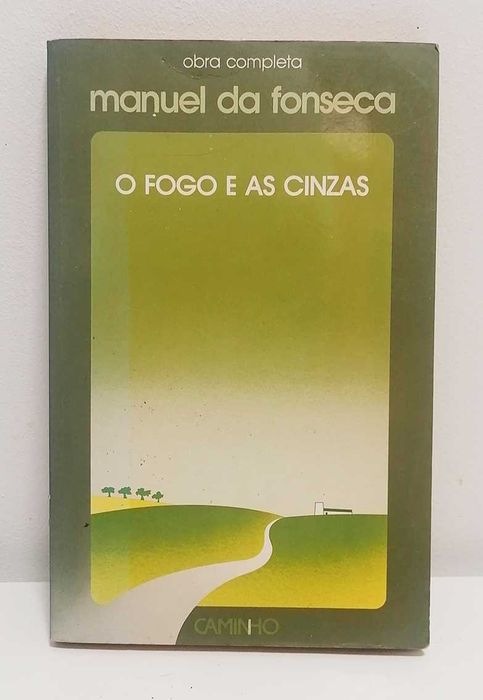 obra completa
manuel da fonseca
O FOGO E AS CINZAS
CAMINHO